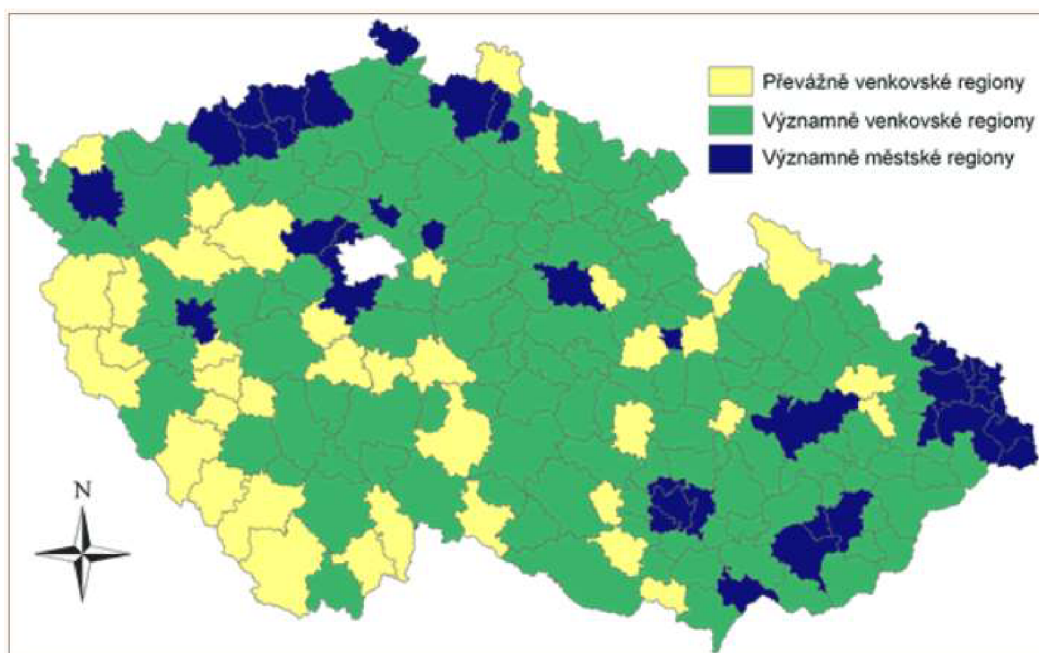 Převážně venkovské regiony
Významně venkovské regiony
Významně městské regiony
N